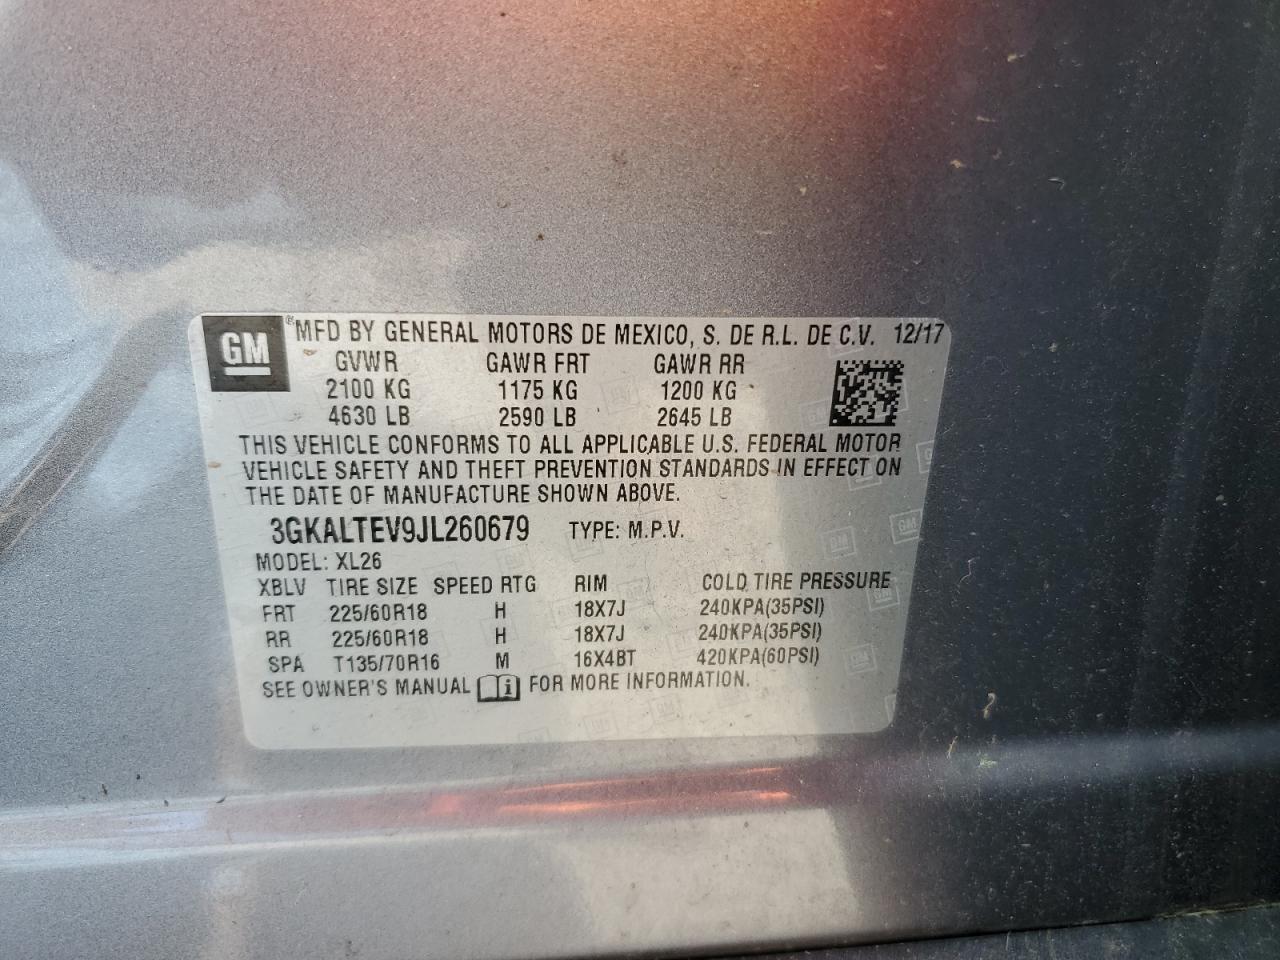 GM ® MFD BY GENERAL MOTORS DE MEXICO, S. DE R.L. DE C.V. 12/17
GVWR GAWR FRT GAWR RR
2100 KG 1175 KG 1200 KG
4630 LB 2590 LB 2645 LB
THIS VEHICLE CONFORMS TO ALL APPLICABLE U.S. FEDERAL MOTOR
VEHICLE SAFETY AND THEFT PREVENTION STANDARDS IN EFFECT ON
THE DATE OF MANUFACTURE SHOWN ABOVE.
3GKALTEV9JL260679 TYPE: M.P.V.
MODEL: XL26
XBLV TIRE SIZE SPEED RTG RIM COLD TIRE PRESSURE
FRT 225/60R18 H 18X7J 240KPA(35PSI)
RR 225/60R18 H 18X7J 240KPA(35PSI)
SPA T135/70R16 M 16X4BT 420KPA(60PSI)
SEE OWNER'S MANUAL i FOR MORE INFORMATION.